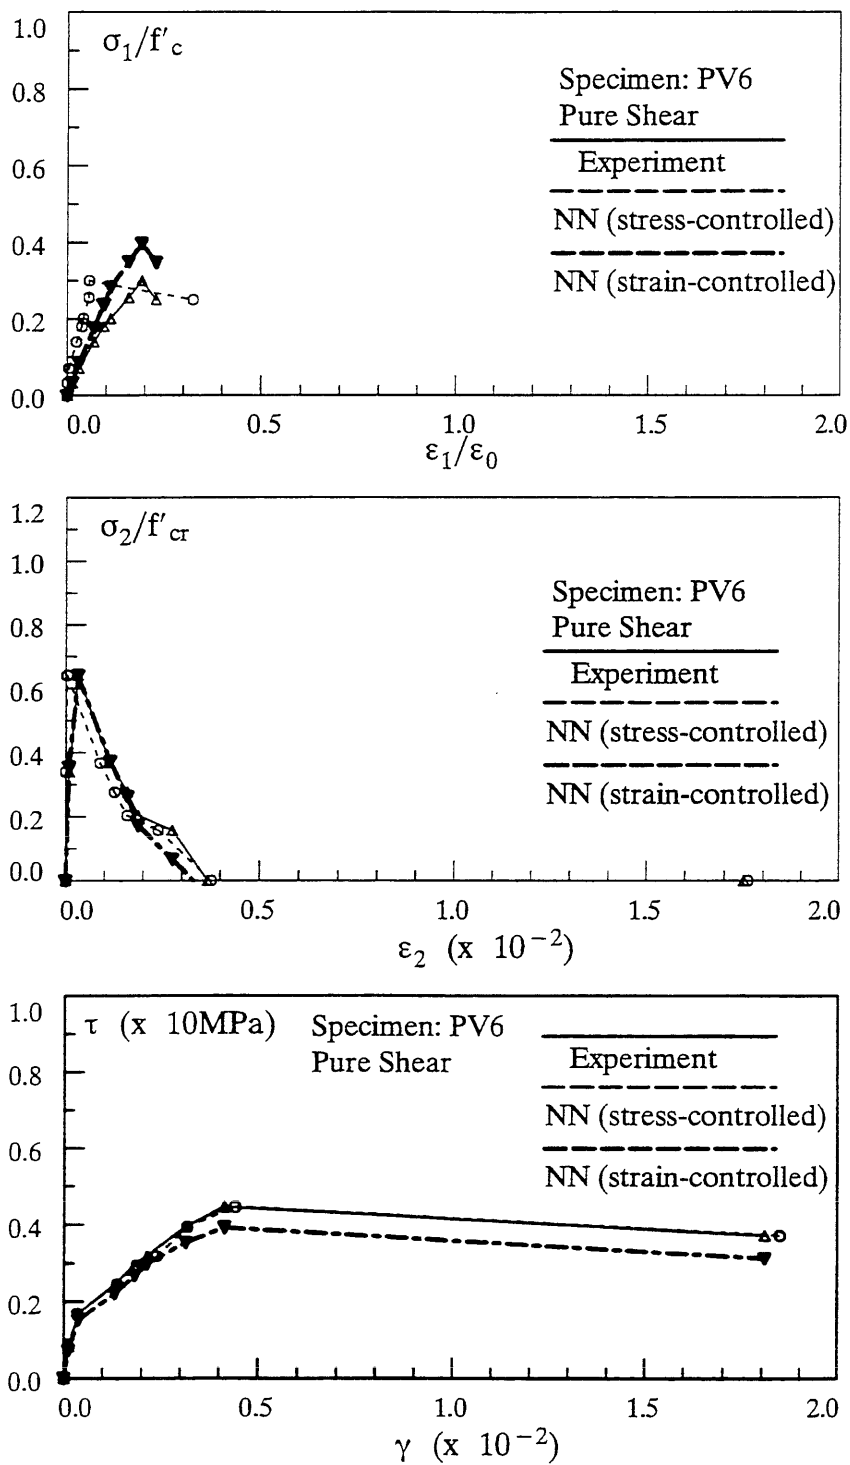 1.0
σ₁/f′c
0.8
0.6
0.4
0.2
0.0
Specimen: PV6
Pure Shear
Experiment
NN (stress-controlled)
NN (strain-controlled)
0.0 0.5 1.0 1.5 2.0
ε₁/ε₀
1.2
σ₂/f′cr
1.0
0.8
0.6
0.4
0.2
0.0
Specimen: PV6
Pure Shear
Experiment
NN (stress-controlled)
NN (strain-controlled)
0.0 0.5 1.0 1.5 2.0
ε₂ (x 10⁻²)
1.0
τ (x 10MPa)
0.8
0.6
0.4
0.2
0.0
Specimen: PV6
Pure Shear
Experiment
NN (stress-controlled)
NN (strain-controlled)
0.0 0.5 1.0 1.5 2.0
γ (x 10⁻²)